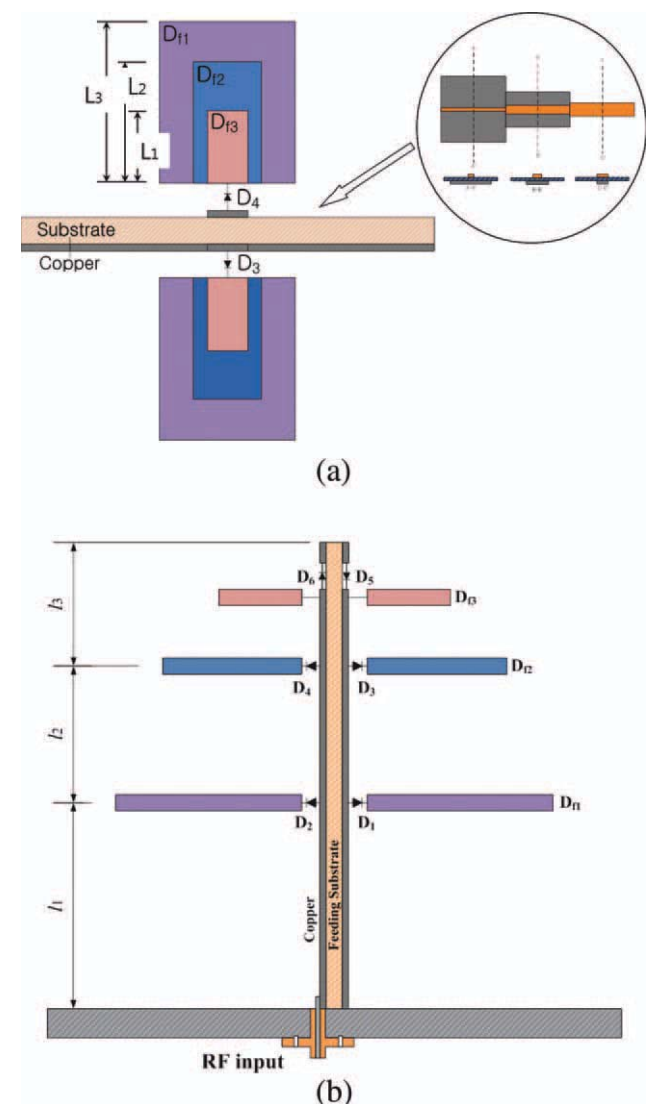 Df1
L3
L2
Df2
Df3
L1
D4
Substrate
Copper
D3
(a)
D6
D5
l3
Df3
Df2
D4
D3
l2
Df1
D2
D1
l1
Copper
Feeding Substrate
RF input
(b)